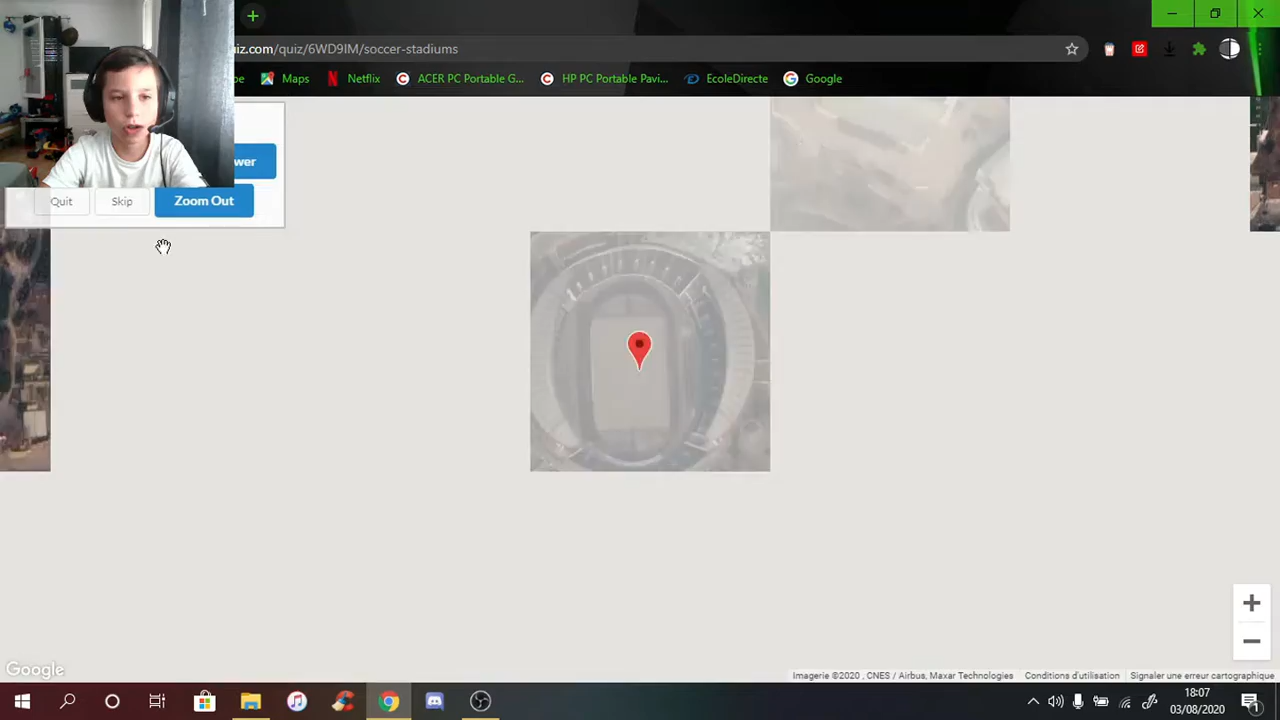 iz.com/quiz/6WD9IM/soccer-stadiums
pe
Maps
Netflix
ACER PC Portable G...
HP PC Portable Pavi...
EcoleDirecte
Google
wer
Quit
Skip
Zoom Out
Google
Imagerie ©2020 , CNES / Airbus, Maxar Technologies
Conditions d'utilisation
Signaler une erreur cartographique
18:07
03/08/2020
1